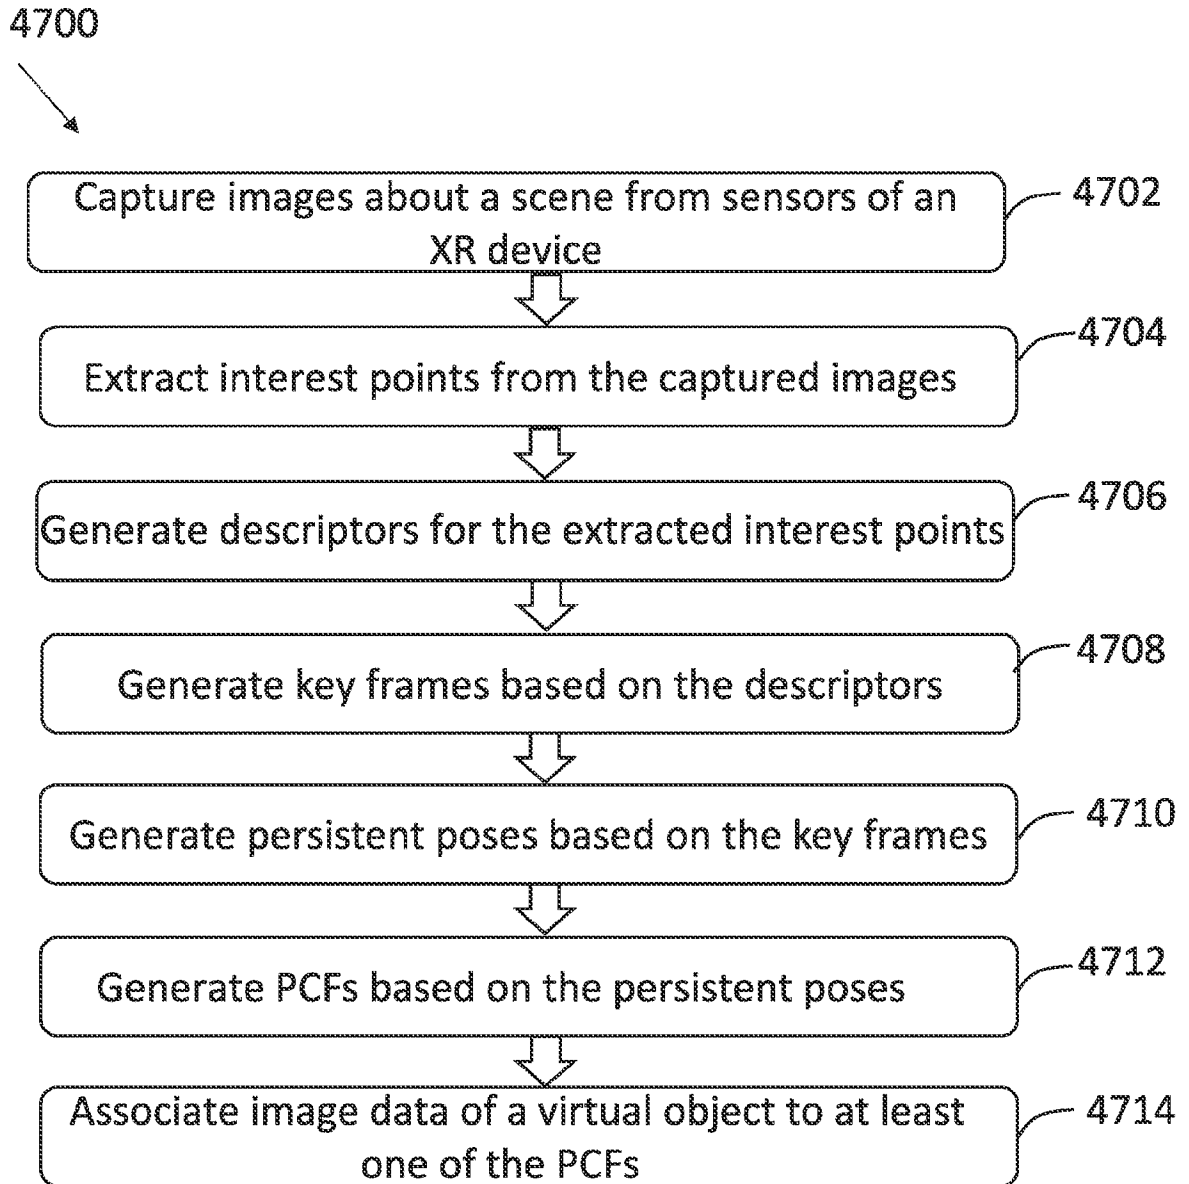 4700
Capture images about a scene from sensors of an
XR device
4702
Extract interest points from the captured images
4704
Generate descriptors for the extracted interest points
4706
Generate key frames based on the descriptors
4708
Generate persistent poses based on the key frames
4710
Generate PCFs based on the persistent poses
4712
Associate image data of a virtual object to at least
one of the PCFs
4714